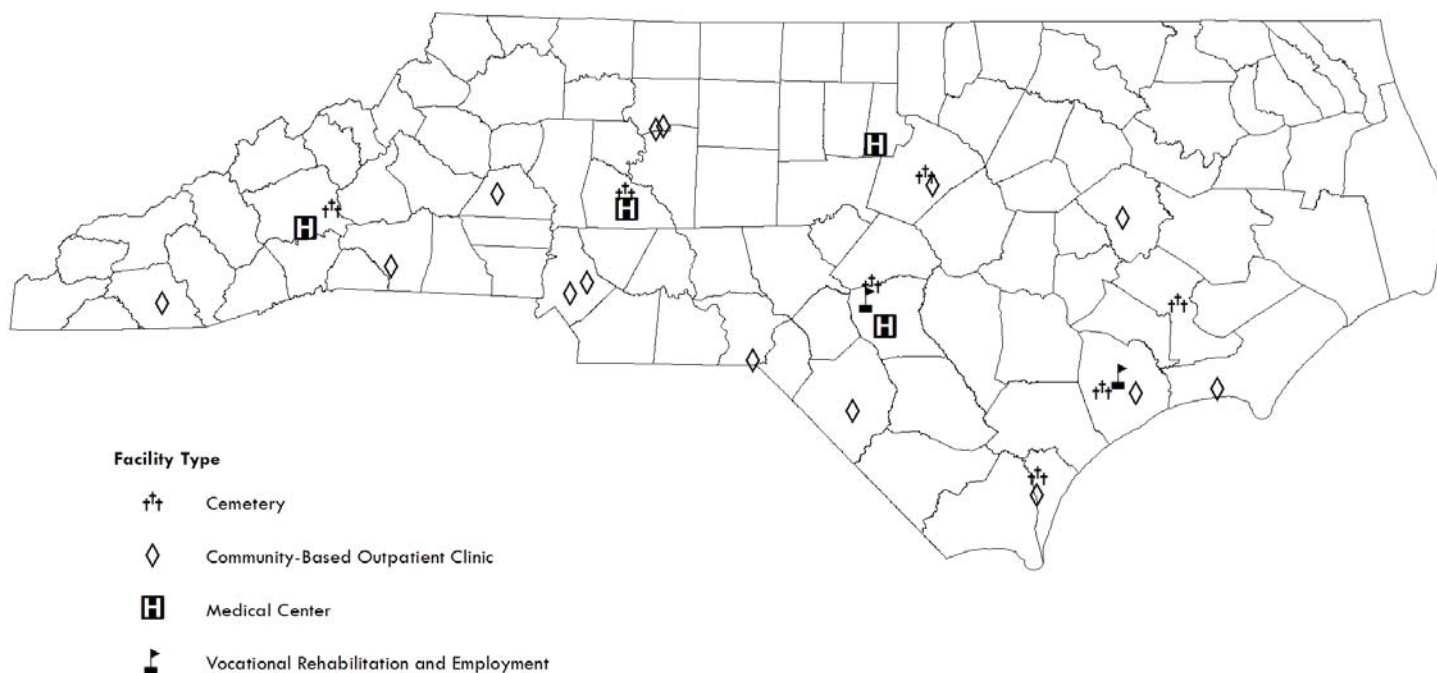 Facility Type
Cemetery
Community-Based Outpatient Clinic
H Medical Center
Vocational Rehabilitation and Employment